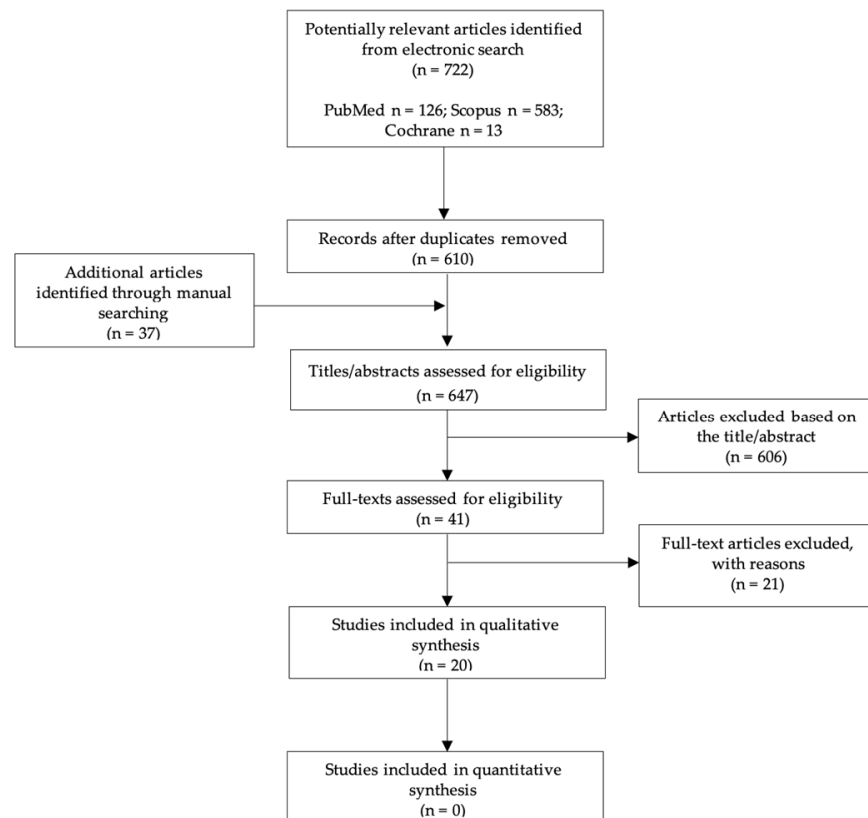 Potentially relevant articles identified
from electronic search
(n = 722)
PubMed n = 126; Scopus n = 583;
Cochrane n = 13
Records after duplicates removed
(n = 610)
Additional articles
identified through manual
searching
(n = 37)
Titles/abstracts assessed for eligibility
(n = 647)
Articles excluded based on
the title/abstract
(n = 606)
Full-texts assessed for eligibility
(n = 41)
Full-text articles excluded,
with reasons
(n = 21)
Studies included in qualitative
synthesis
(n = 20)
Studies included in quantitative
synthesis
(n = 0)